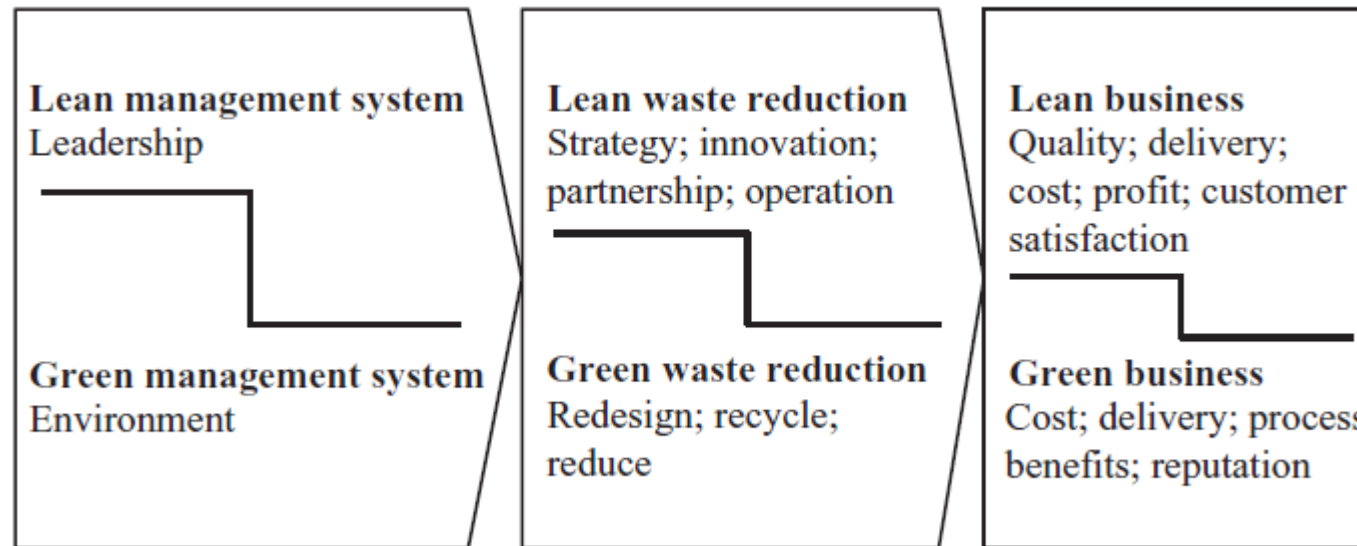 Lean management system
Leadership
Green management system
Environment
Lean waste reduction
Strategy; innovation;
partnership; operation
Green waste reduction
Redesign; recycle;
reduce
Lean business
Quality; delivery;
cost; profit; customer
satisfaction
Green business
Cost; delivery; process
benefits; reputation